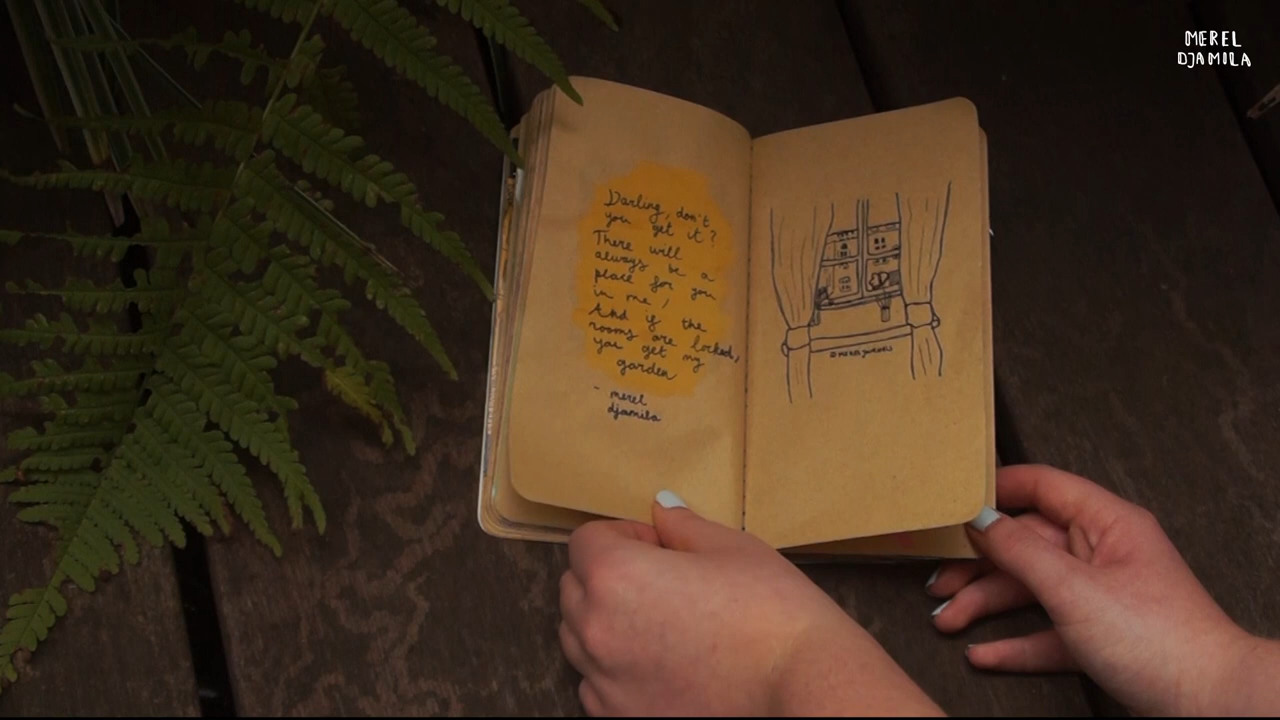 MEREL
DJAMILA
Darling, don't
you get it?
There will
always be a
place for you
in me,
And if the
rooms are locked,
you get my
garden
- merel
djamila